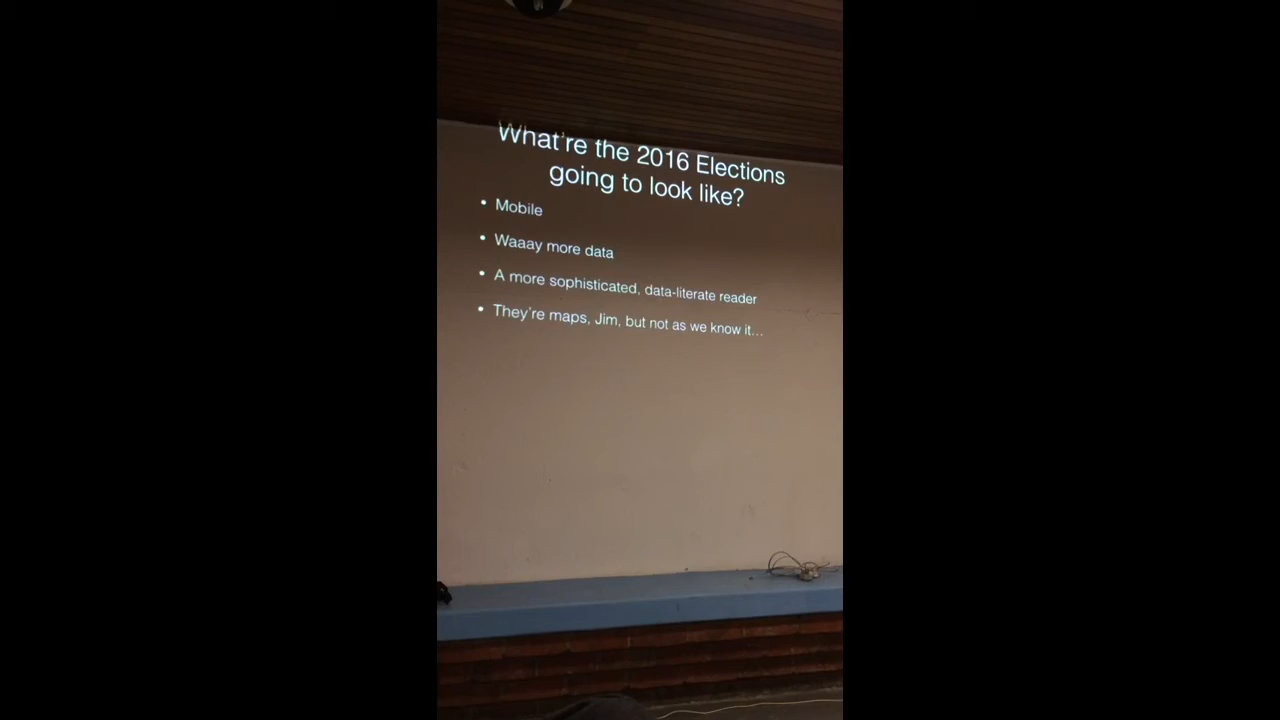 What're the 2016 Elections
going to look like?
• Mobile
• Waaay more data
• A more sophisticated, data-literate reader
• They're maps, Jim, but not as we know it...